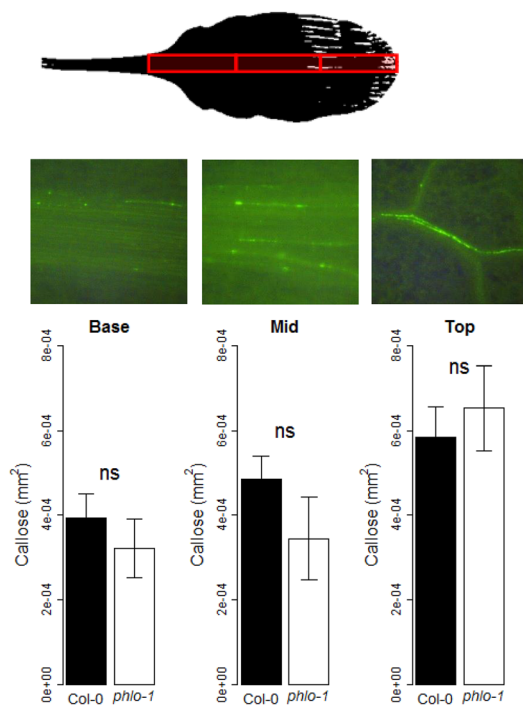 Base
Mid
Top
Callose (mm²)
0e+00
2e-04
4e-04
6e-04
8e-04
ns
Col-0
phlo-1
Callose (mm²)
0e+00
2e-04
4e-04
6e-04
8e-04
ns
Col-0
phlo-1
Callose (mm²)
0e+00
2e-04
4e-04
6e-04
8e-04
ns
Col-0
phlo-1